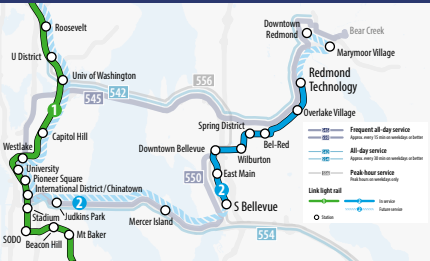 Roosevelt
Downtown
Redmond
Bear Creek
U District
Marymoor Village
Univ of Washington
556
545
542
Redmond
Technology
1
Overlake Village
Capitol Hill
Spring District
Bel-Red
Westlake
Downtown Bellevue
Wilburton
University
Pioneer Square
550
East Main
International District/Chinatown
2
2
S Bellevue
Stadium
Judkins Park
Mercer Island
550
554
SODO
Beacon Hill
Mt Baker
Frequent all-day service
Approx. every 15 min on weekdays or better
All-day service
Approx. every 30 min on weekdays or better
Peak-hour service
Peak hours on weekdays only
Link light rail
In service
Future service
Station